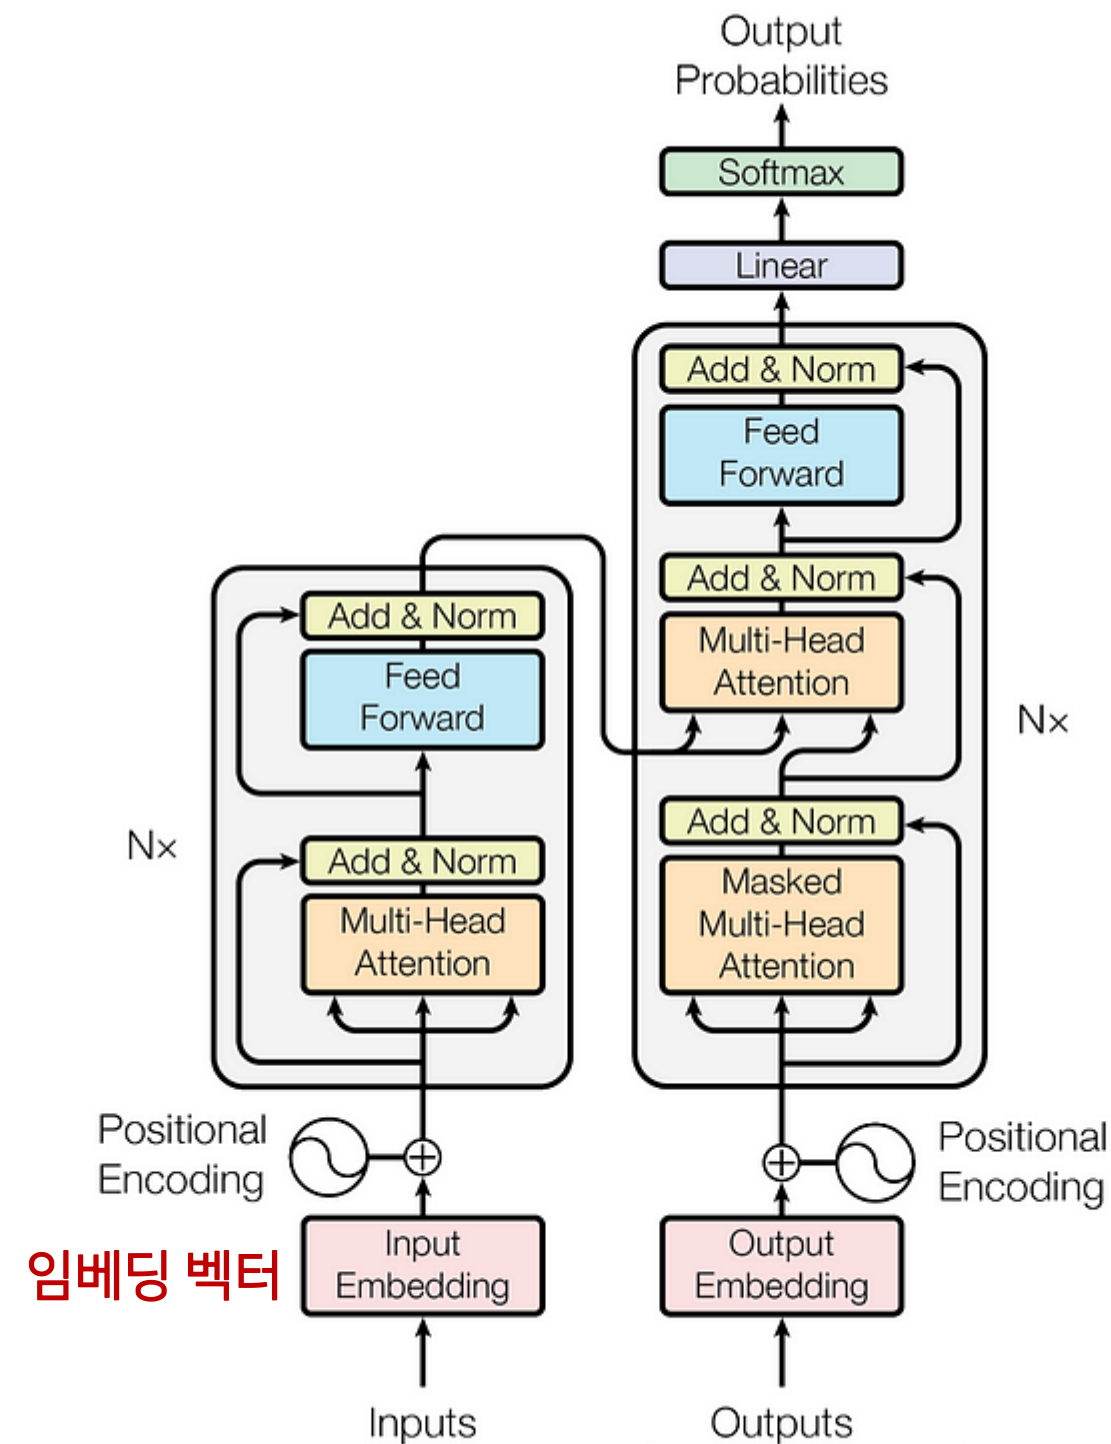 Output
Probabilities
Softmax
Linear
Add & Norm
Feed
Forward
Add & Norm
Multi-Head
Attention
Nx
Add & Norm
Masked
Multi-Head
Attention
Add & Norm
Feed
Forward
Nx
Add & Norm
Multi-Head
Attention
Positional
Encoding
Positional
Encoding
임베딩 벡터
Input
Embedding
Output
Embedding
Inputs
Outputs